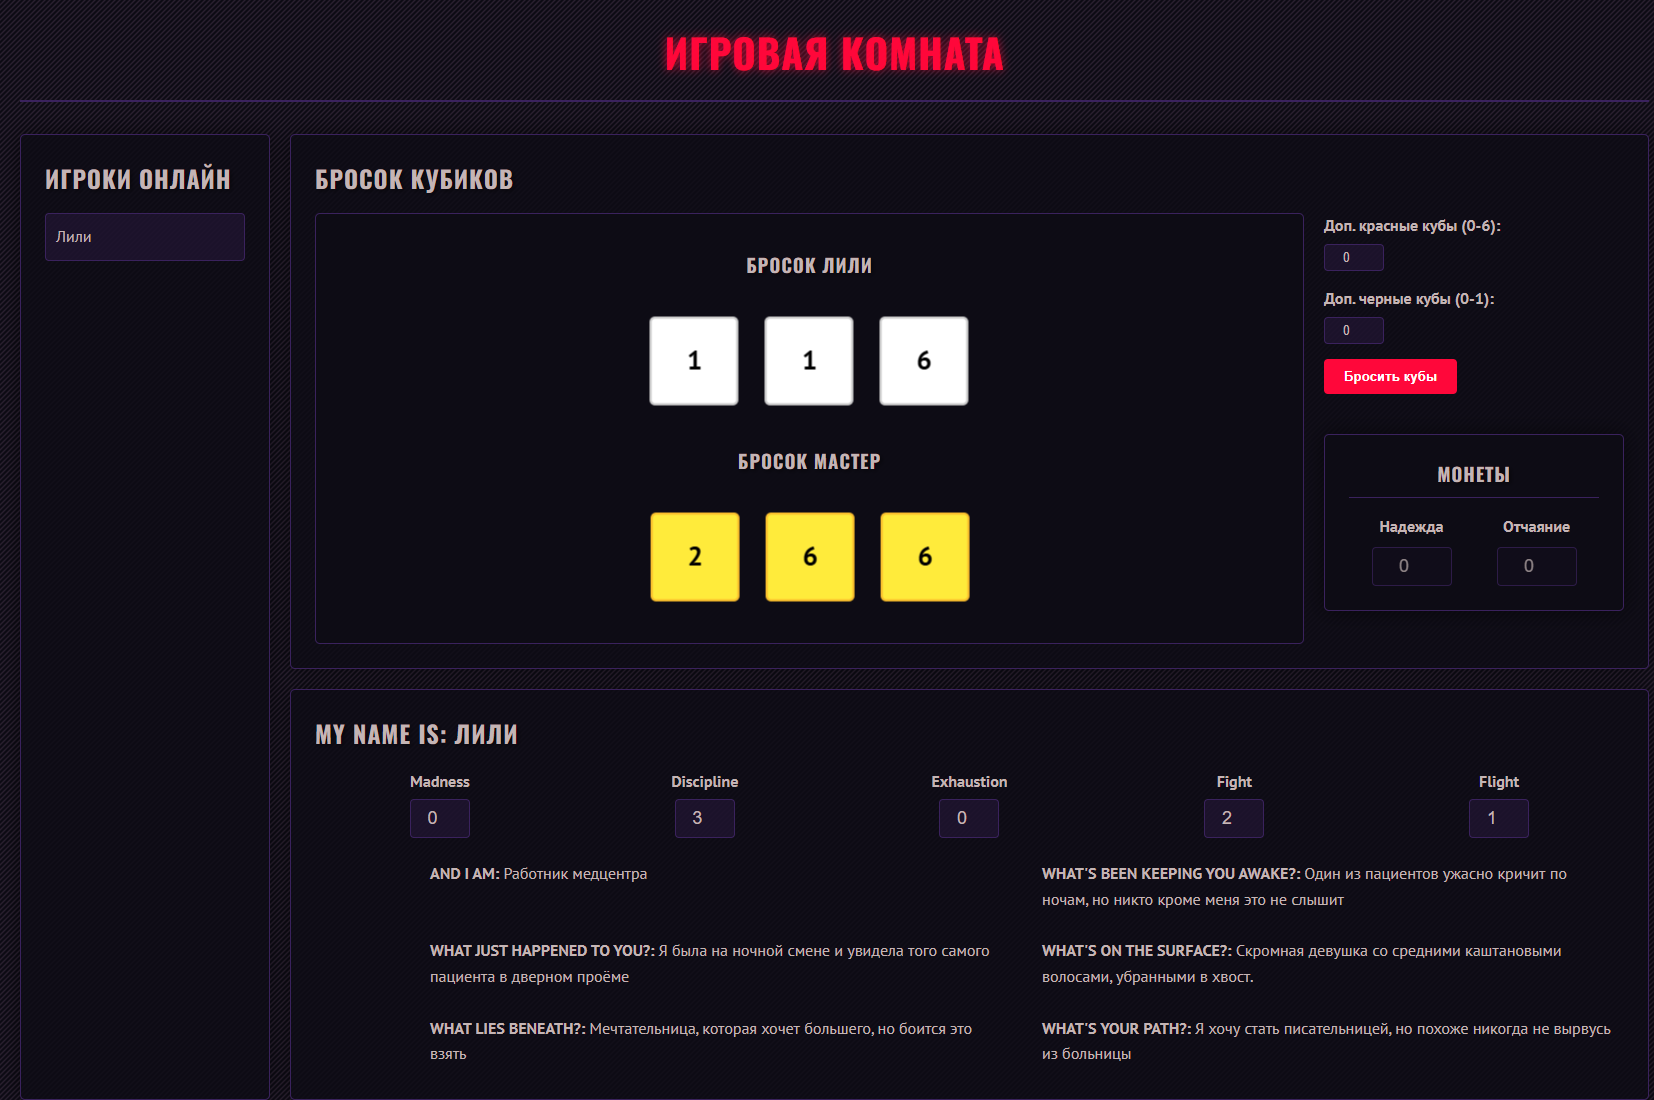 ИГРОВАЯ КОМНАТА
ИГРОКИ ОНЛАЙН
Лили
БРОСОК КУБИКОВ
БРОСОК ЛИЛИ
1 1 6
БРОСОК МАСТЕР
2 6 6
Доп. красные кубы (0-6):
0
Доп. черные кубы (0-1):
0
Бросить кубы
МОНЕТЫ
Надежда Отчаяние
0 0
MY NAME IS: ЛИЛИ
Madness Discipline Exhaustion Fight Flight
0 3 0 2 1
AND I AM: Работник медцентра
WHAT'S BEEN KEEPING YOU AWAKE?: Один из пациентов ужасно кричит по
ночам, но никто кроме меня это не слышит
WHAT JUST HAPPENED TO YOU?: Я была на ночной смене и увидела того самого
пациента в дверном проёме
WHAT'S ON THE SURFACE?: Скромная девушка со средними каштановыми
волосами, убранными в хвост.
WHAT LIES BENEATH?: Мечтательница, которая хочет большего, но боится это
взять
WHAT'S YOUR PATH?: Я хочу стать писательницей, но похоже никогда не вырвусь
из больницы